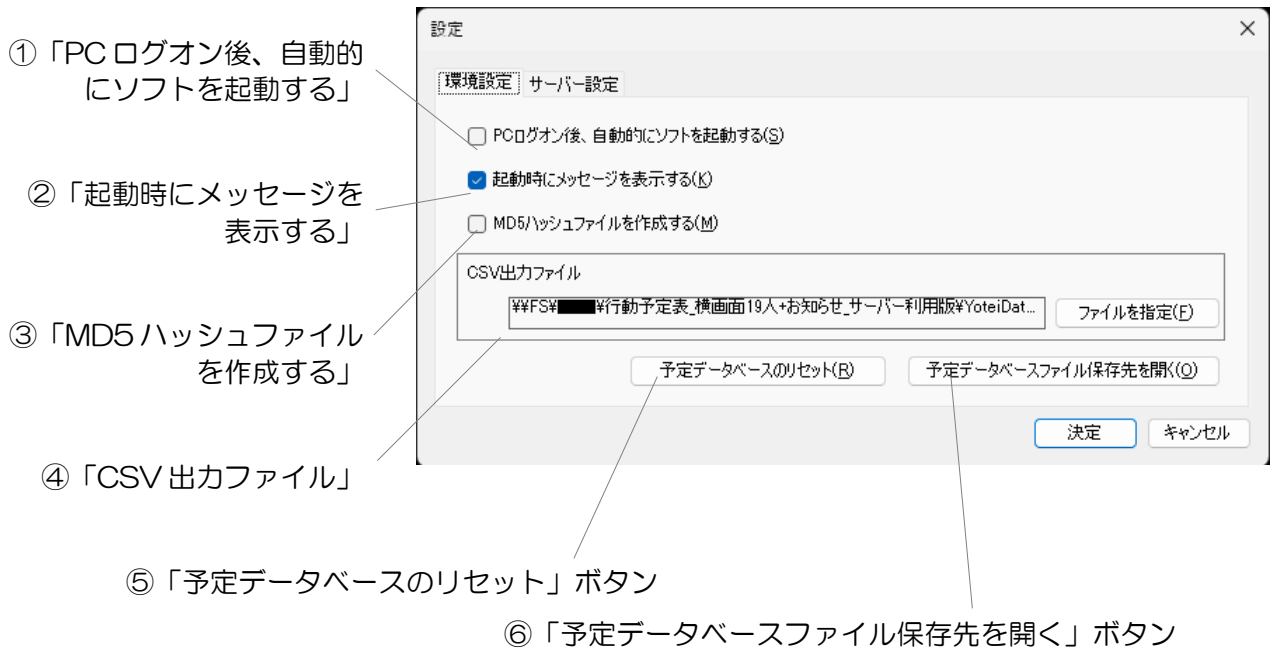 ①「PCログオン後、自動的
にソフトを起動する」
②「起動時にメッセージを
表示する」
③「MD5ハッシュファイル
を作成する」
④「CSV出力ファイル」
設定
環境設定 サーバー設定
PCログオン後、自動的にソフトを起動する(S)
起動時にメッセージを表示する(K)
MD5ハッシュファイルを作成する(M)
CSV出力ファイル
¥¥FS¥ ¥行動予定表_横画面19人+お知らせ_サーバー利用版¥YoteiDat... ファイルを指定(F)
予定データベースのリセット(R) 予定データベースファイル保存先を開く(O)
決定 キャンセル
⑤「予定データベースのリセット」ボタン
⑥「予定データベースファイル保存先を開く」ボタン